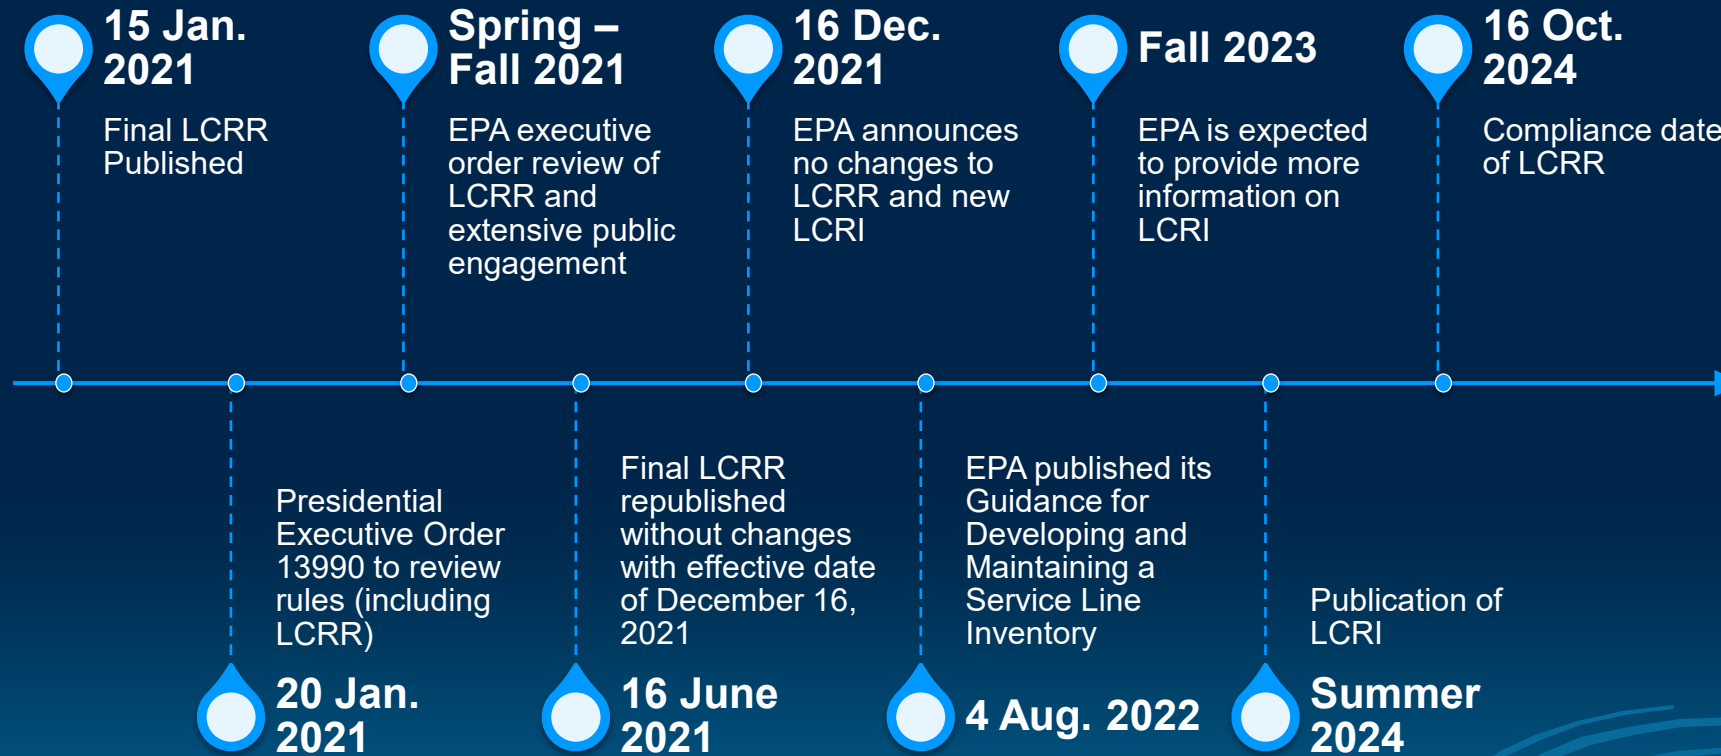 15 Jan.
2021
Final LCRR
Published
Spring –
Fall 2021
EPA executive
order review of
LCRR and
extensive public
engagement
16 Dec.
2021
EPA announces
no changes to
LCRR and new
LCRI
Fall 2023
EPA is expected
to provide more
information on
LCRI
16 Oct.
2024
Compliance date
of LCRR
Presidential
Executive Order
13990 to review
rules (including
LCRR)
20 Jan.
2021
Final LCRR
republished
without changes
with effective date
of December 16,
2021
16 June
2021
EPA published its
Guidance for
Developing and
Maintaining a
Service Line
Inventory
4 Aug. 2022
Publication of
LCRI
Summer
2024